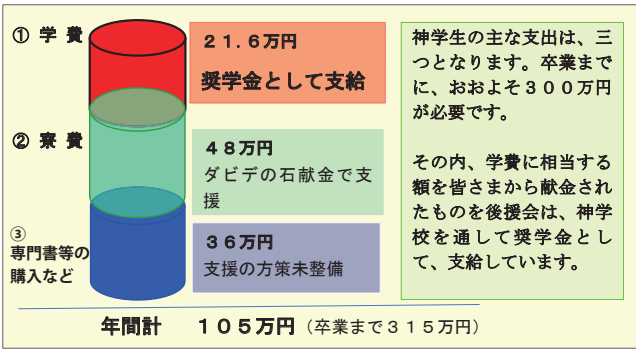 ① 学 費
２１.６万円
奨学金として支給
② 寮 費
４８万円
ダビデの石献金で支
援
③
専門書等の
購入など
３６万円
支援の方策未整備
神学生の主な支出は、三
つとなります。卒業まで
に、おおよそ３００万円
が必要です。
その内、学費に相当する
額を皆さまから献金され
たものを後援会は、神学
校を通して奨学金とし
て、支給しています。
年間計 １０５万円（卒業まで３１５万円）